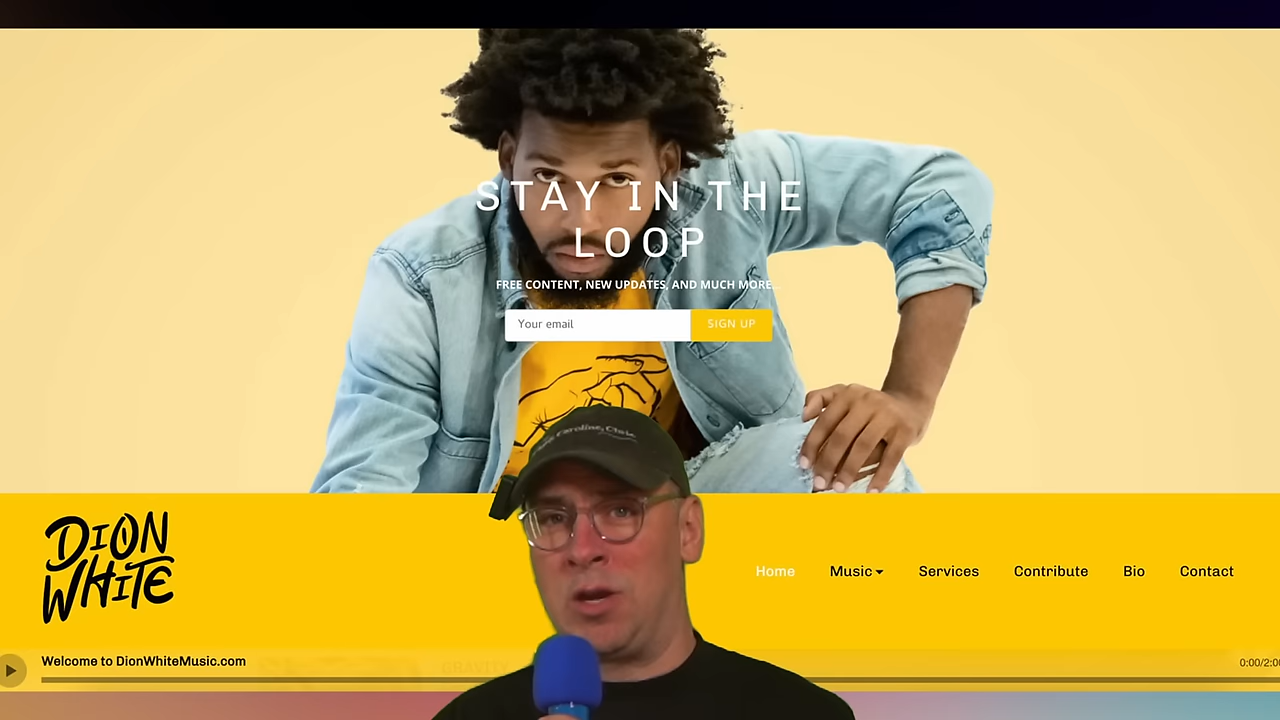 STAY IN THE
LOOP
FREE CONTENT, NEW UPDATES, AND MUCH MORE...
Your email
SIGN UP
DION
WHITE
Home
Music
Services
Contribute
Bio
Contact
Welcome to DionWhiteMusic.com
GRAVITY
0:00/2:0